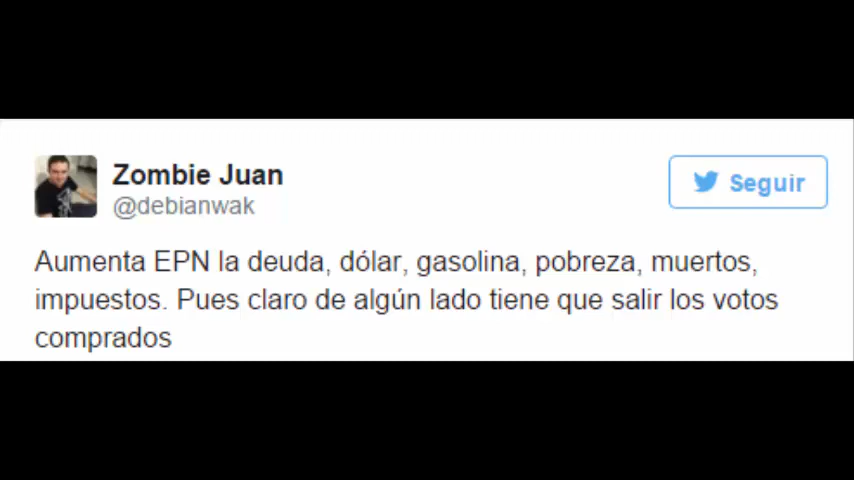 Zombie Juan
@debianwak
Seguir
Aumenta EPN la deuda, dólar, gasolina, pobreza, muertos,
impuestos. Pues claro de algún lado tiene que salir los votos
comprados